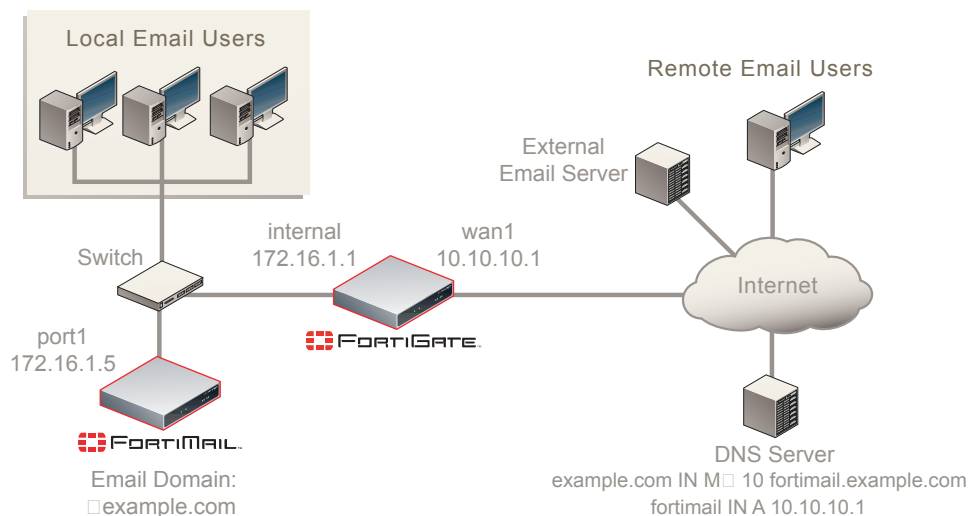 Local Email Users
Remote Email Users
External
Email Server
internal
172.16.1.1
wan1
10.10.10.1
Switch
Internet
port1
172.16.1.5
FORTIGATE
FORTIMAIL
DNS Server
example.com IN M□ 10 fortimail.example.com
fortimail IN A 10.10.10.1
Email Domain:
□example.com